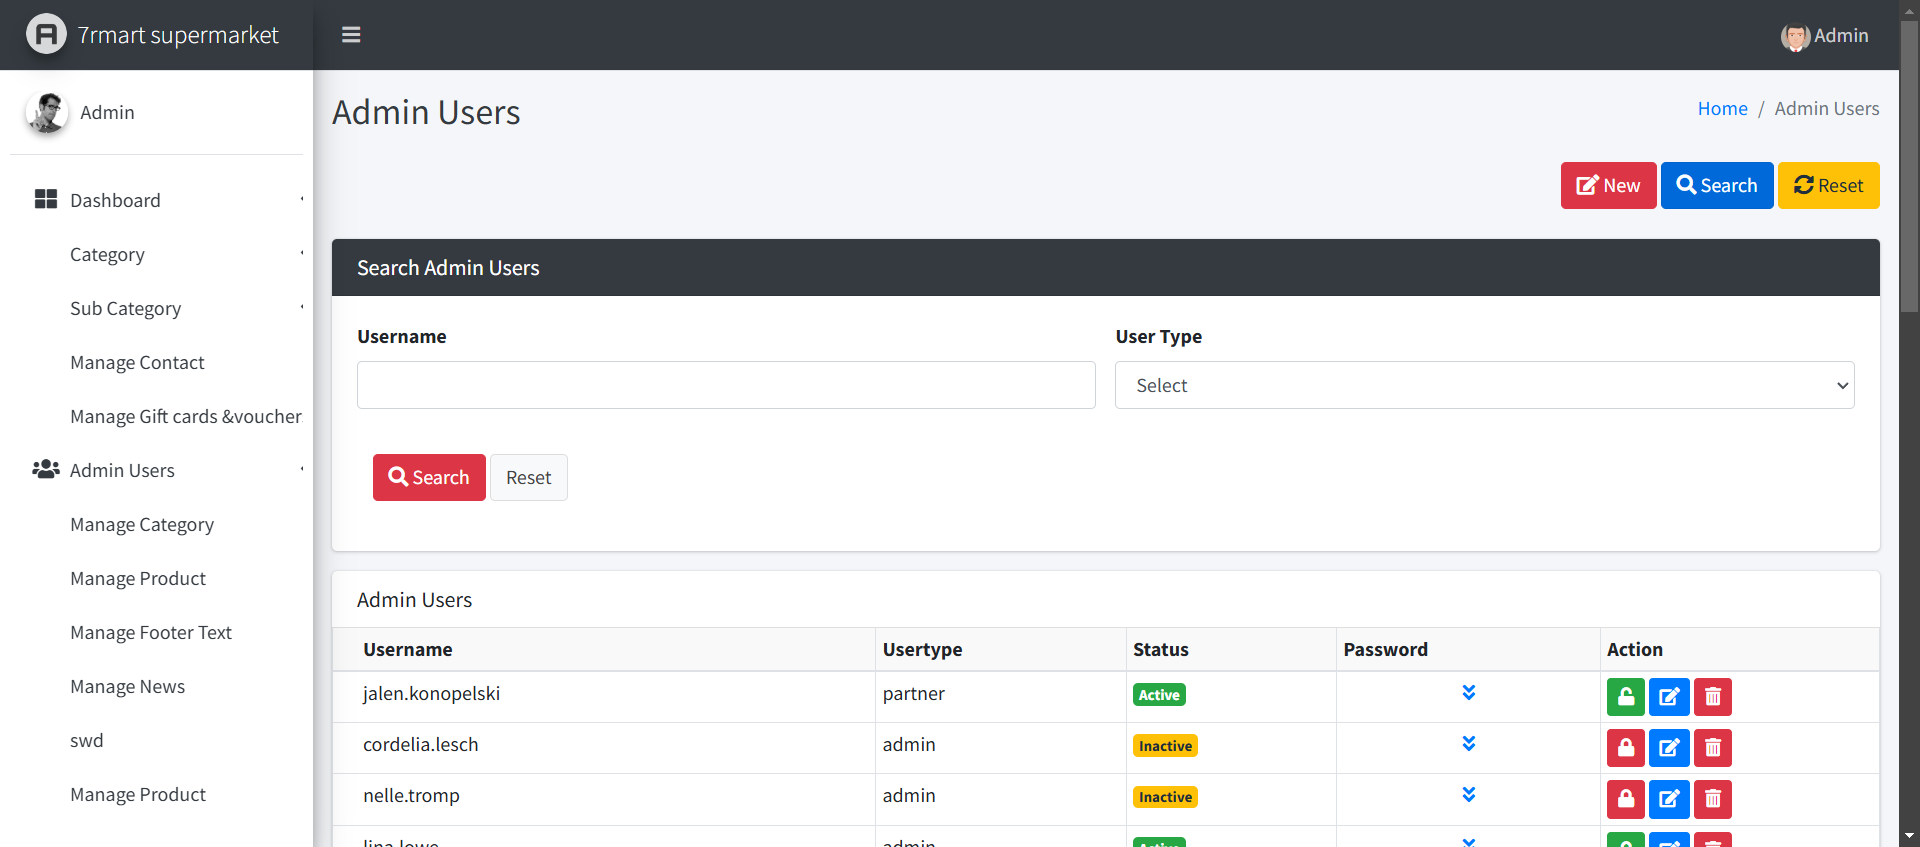 7rmart supermarket
Admin
Admin
Dashboard
Category
Sub Category
Manage Contact
Manage Gift cards &voucher
Admin Users
Manage Category
Manage Product
Manage Footer Text
Manage News
swd
Manage Product
Admin Users
Home / Admin Users
New Search Reset
Search Admin Users
Username User Type
Select
Search Reset
Admin Users
Username Usertype Status Password Action
jalen.konopelski partner Active
cordelia.lesch admin Inactive
nelle.tromp admin Inactive
lina.lowe admin Active